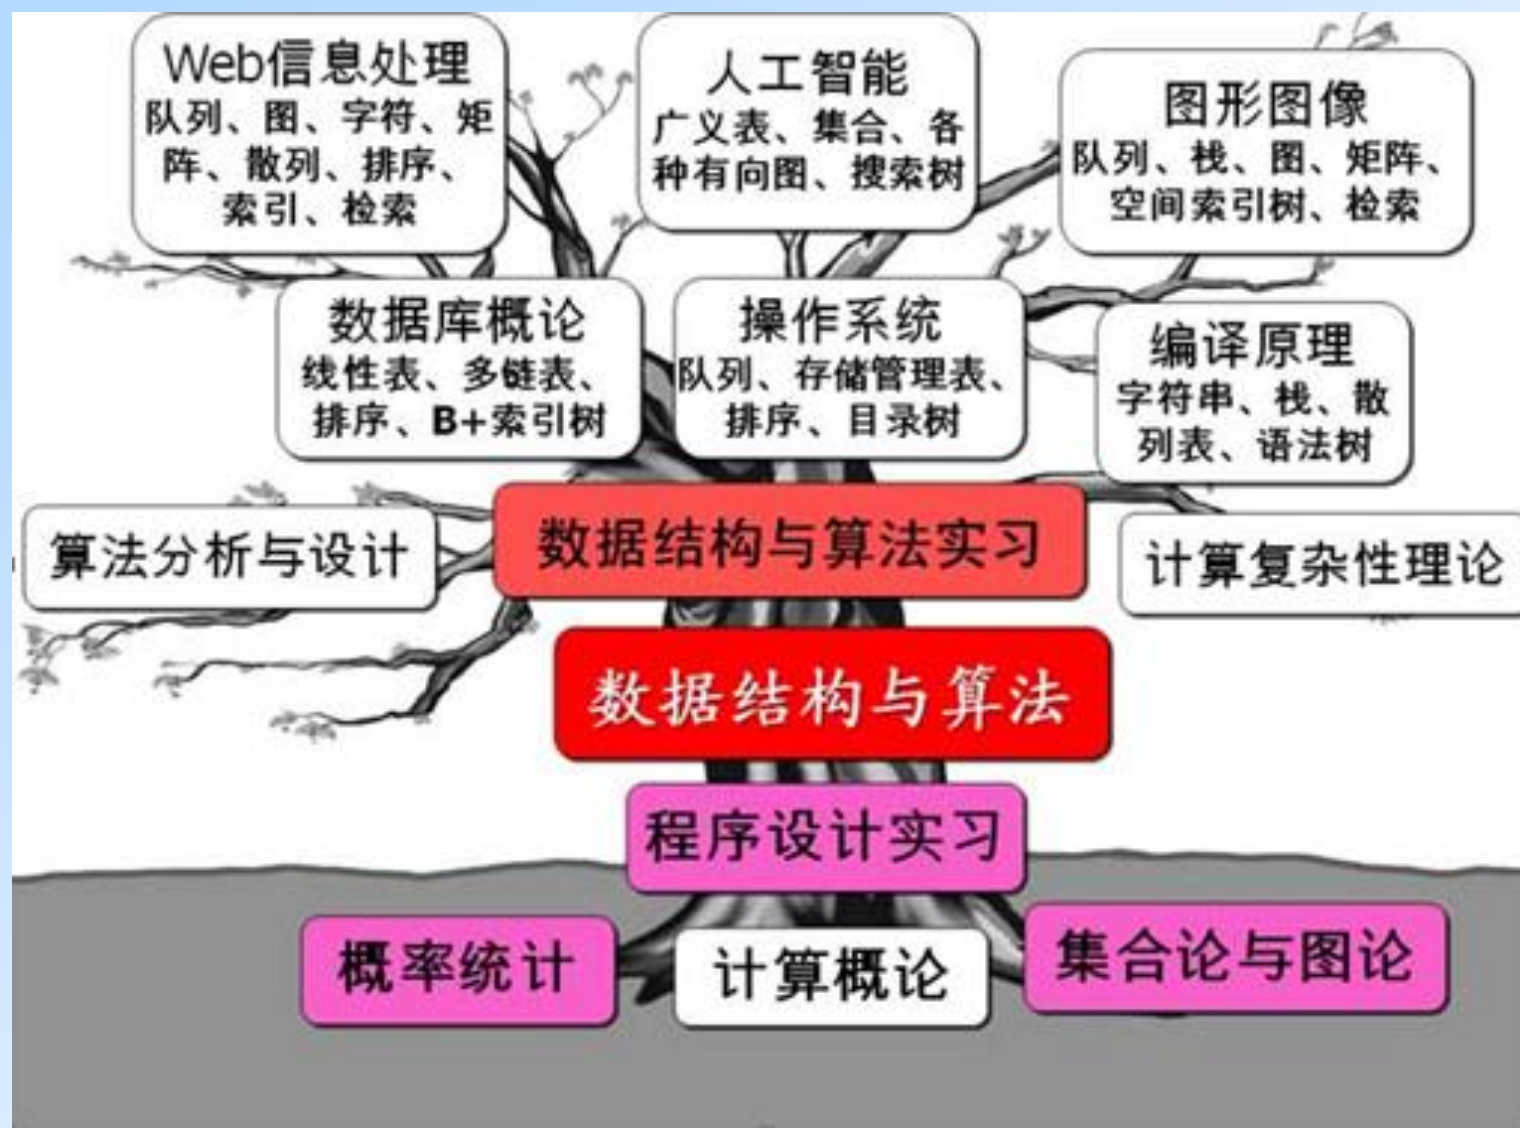 Web信息处理
队列、图、字符、矩
阵、散列、排序、
索引、检索
人工智能
广义表、集合、各
种有向图、搜索树
图形图像
队列、栈、图、矩阵、
空间索引树、检索
数据库概论
线性表、多链表、
排序、B+索引树
操作系统
队列、存储管理表、
排序、目录树
编译原理
字符串、栈、散
列表、语法树
算法分析与设计
数据结构与算法实习
计算复杂性理论
数据结构与算法
程序设计实习
概率统计
计算概论
集合论与图论